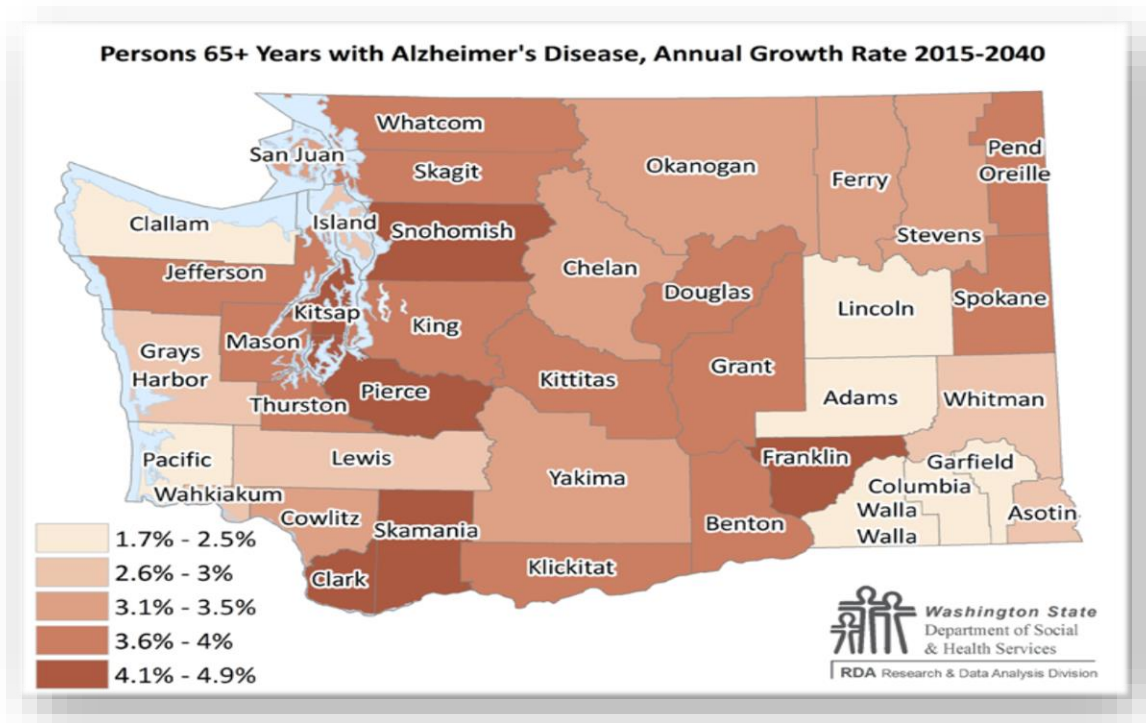 Persons 65+ Years with Alzheimer's Disease, Annual Growth Rate 2015-2040
Whatcom
San Juan
Skagit
Okanogan
Ferry
Pend
Oreille
Stevens
Clallam
Island
Snohomish
Chelan
Jefferson
Douglas
Lincoln
Spokane
Kitsap
King
Mason
Grays
Harbor
Kittitas
Grant
Adams
Whitman
Pierce
Thurston
Pacific
Lewis
Yakima
Franklin
Garfield
Columbia
Wahkiakum
Cowlitz
Skamania
Benton
Walla
Walla
Asotin
Clark
Klickitat
1.7% - 2.5%
2.6% - 3%
3.1% - 3.5%
3.6% - 4%
4.1% - 4.9%
Washington State
Department of Social
& Health Services
RDA Research & Data Analysis Division